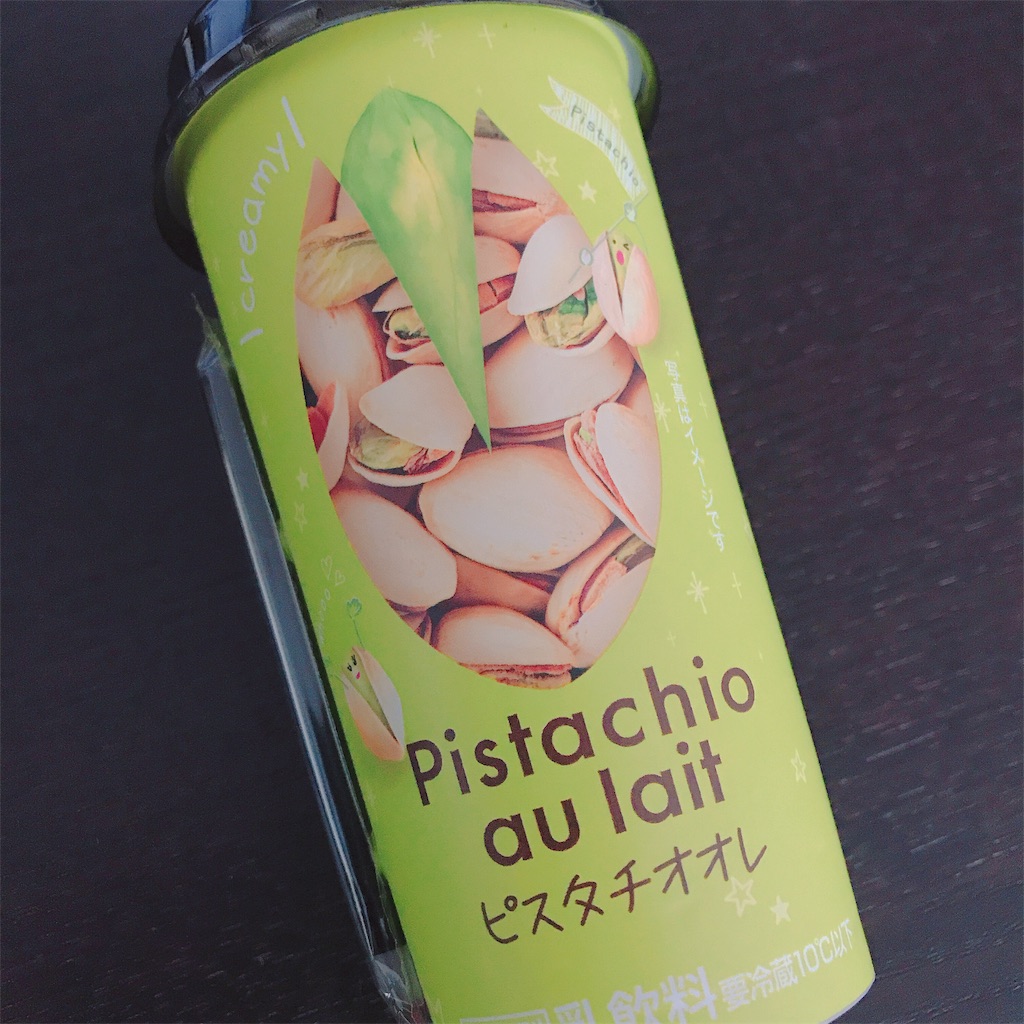 creamy
Pistachio
写真はイメージです
Pistachio
au lait
ピスタチオオレ
乳飲料 要冷蔵10℃以下